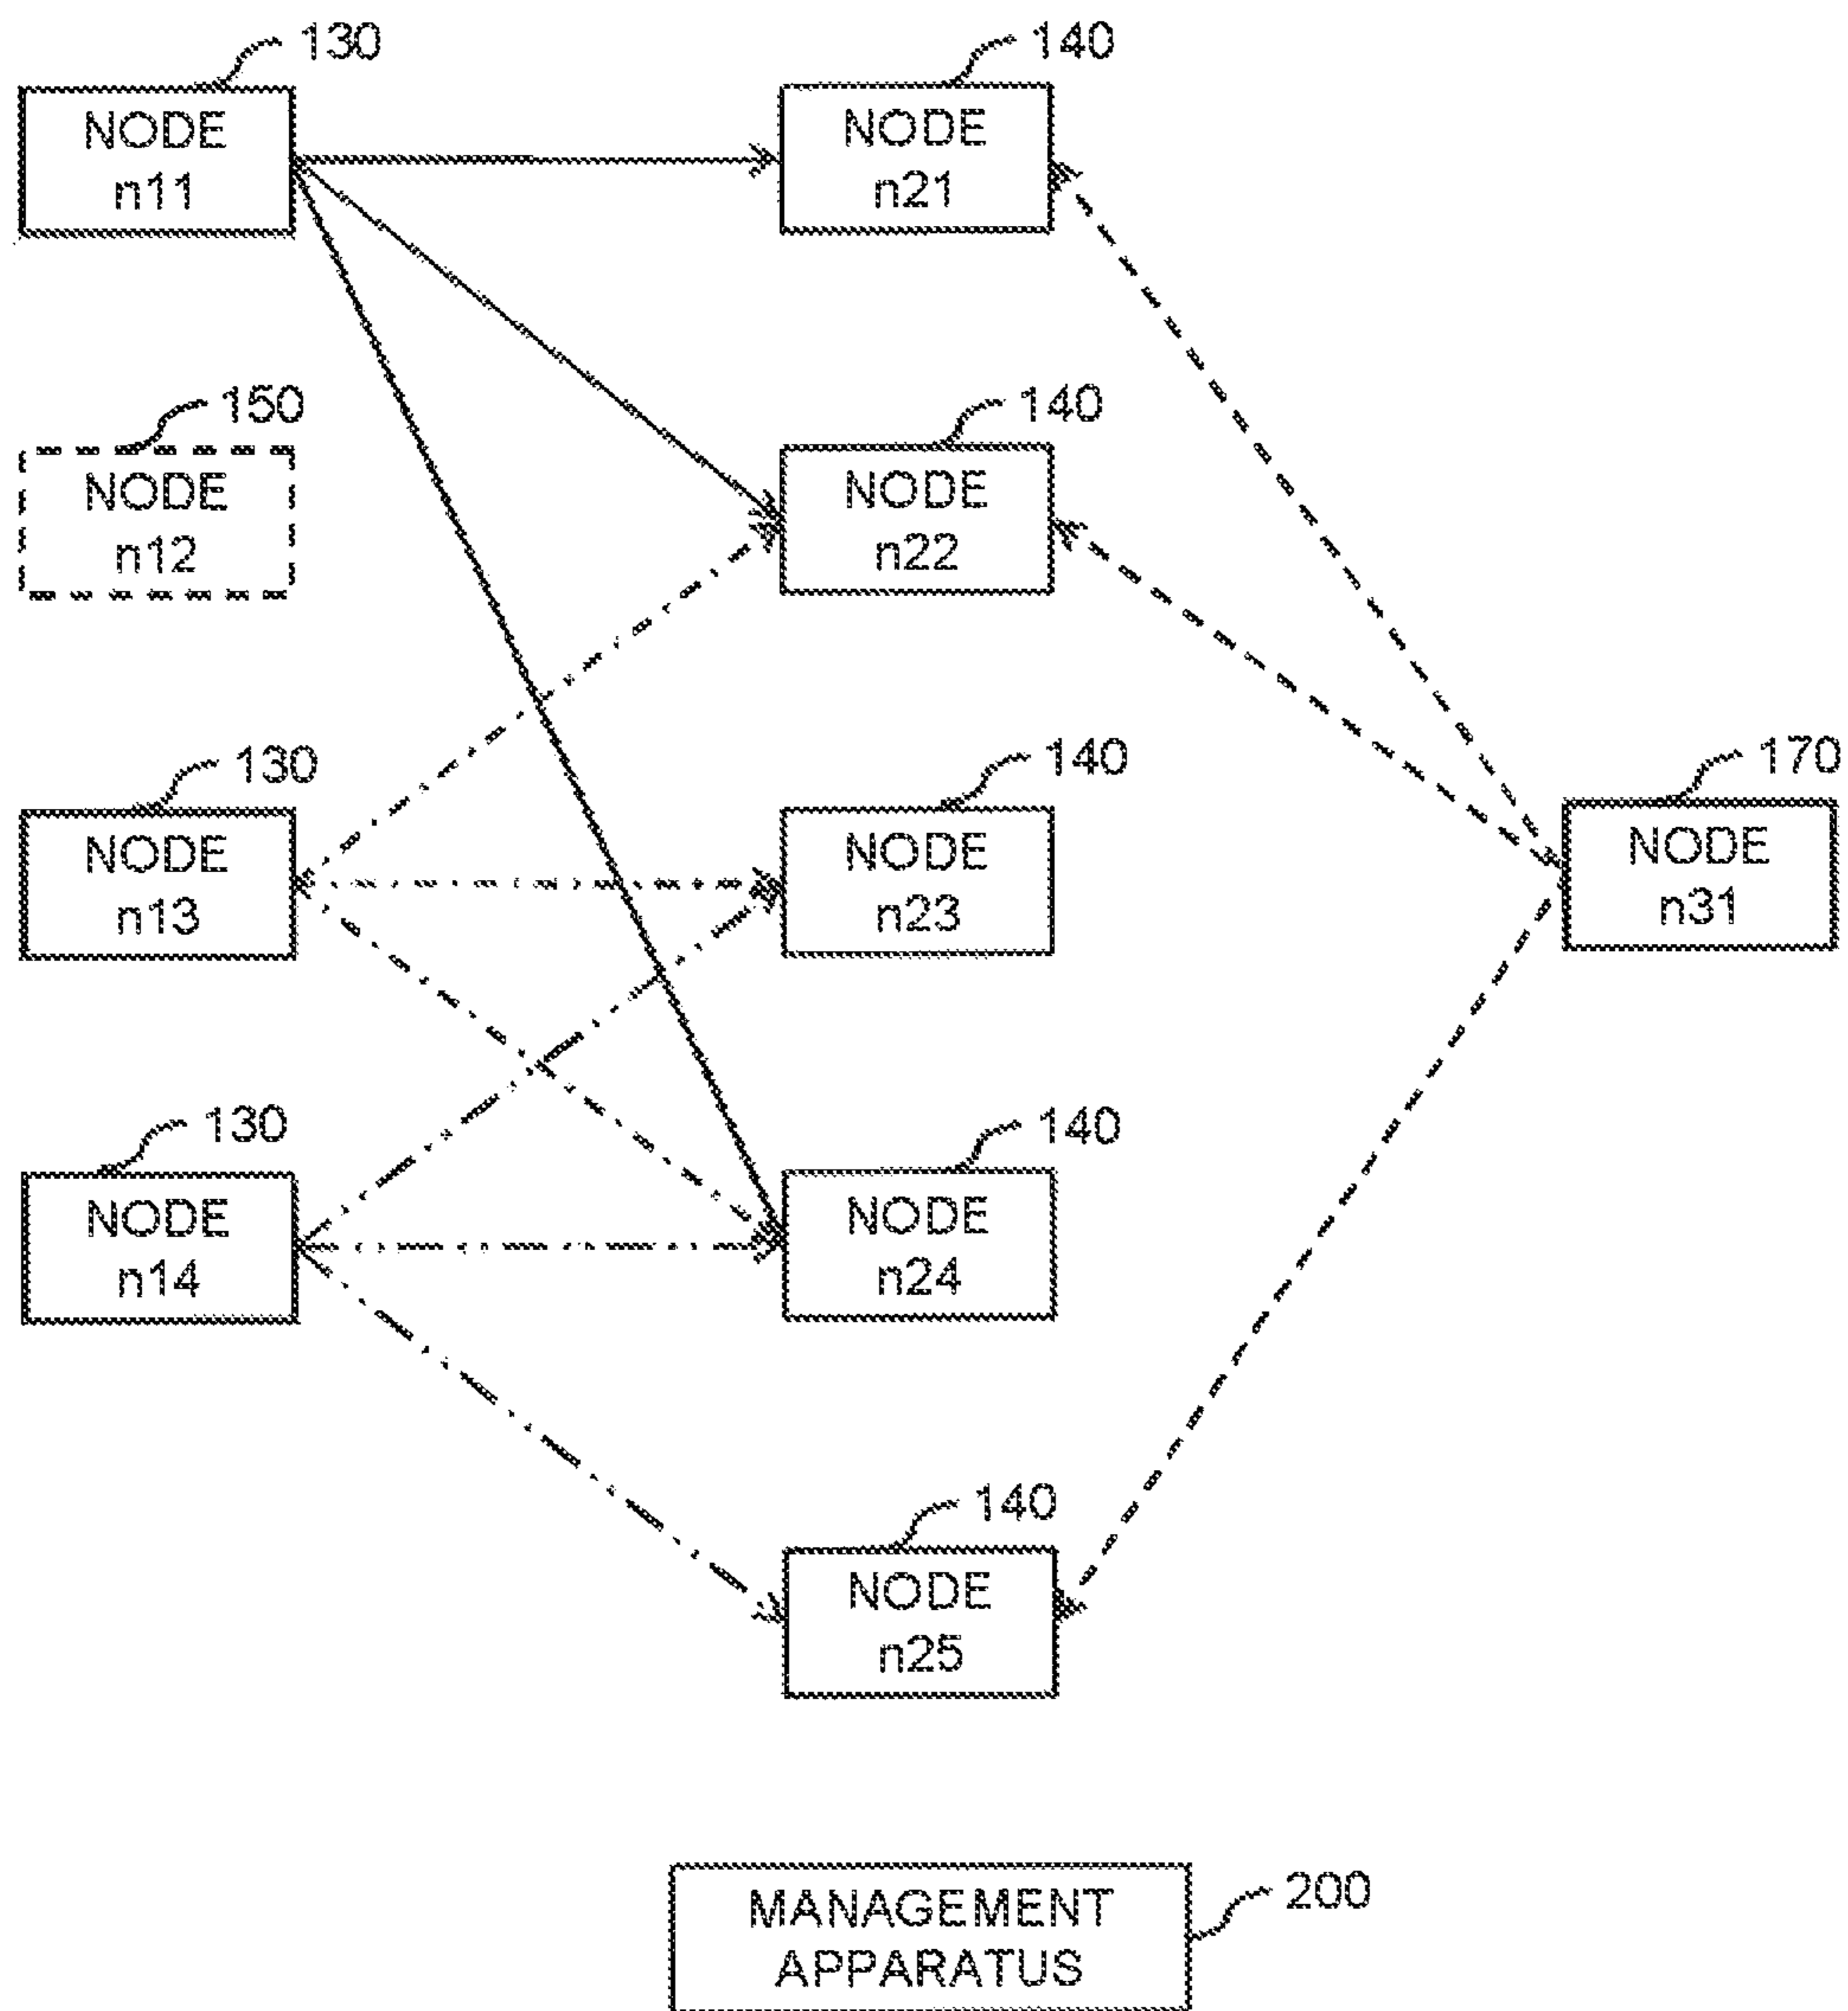 130
140
NODE
n11
NODE
n21
150
140
NODE
n12
NODE
n22
130
140
170
NODE
n13
NODE
n23
NODE
n31
130
140
NODE
n14
NODE
n24
140
NODE
n25
MANAGEMENT
APPARATUS
200